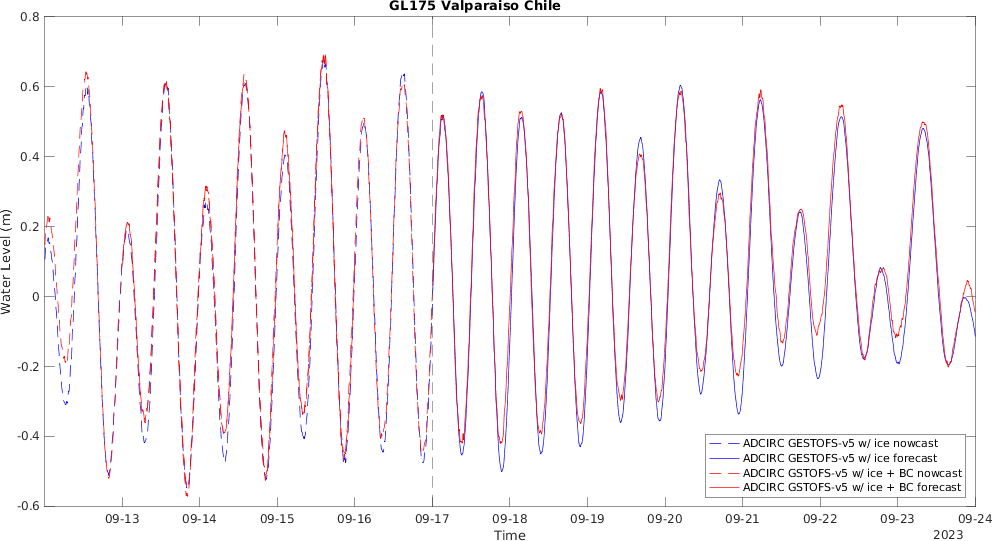 GL175 Valparaiso Chile
0.8
0.6
0.4
0.2
0
-0.2
-0.4
-0.6
Water Level (m)
ADCIRC GESTOFS-v5 w/ ice nowcast
ADCIRC GESTOFS-v5 w/ ice forecast
ADCIRC GSTOFS-v5 w/ ice + BC nowcast
ADCIRC GSTOFS-v5 w/ ice + BC forecast
09-13 09-14 09-15 09-16 09-17 09-18 09-19 09-20 09-21 09-22 09-23 09-24
Time
2023